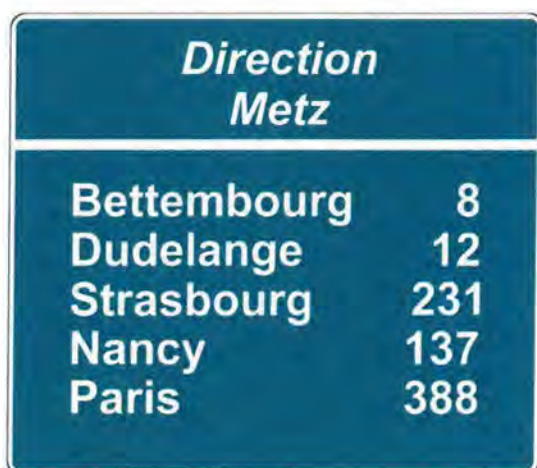 Direction
Metz
Bettembourg 8
Dudelange 12
Strasbourg 231
Nancy 137
Paris 388